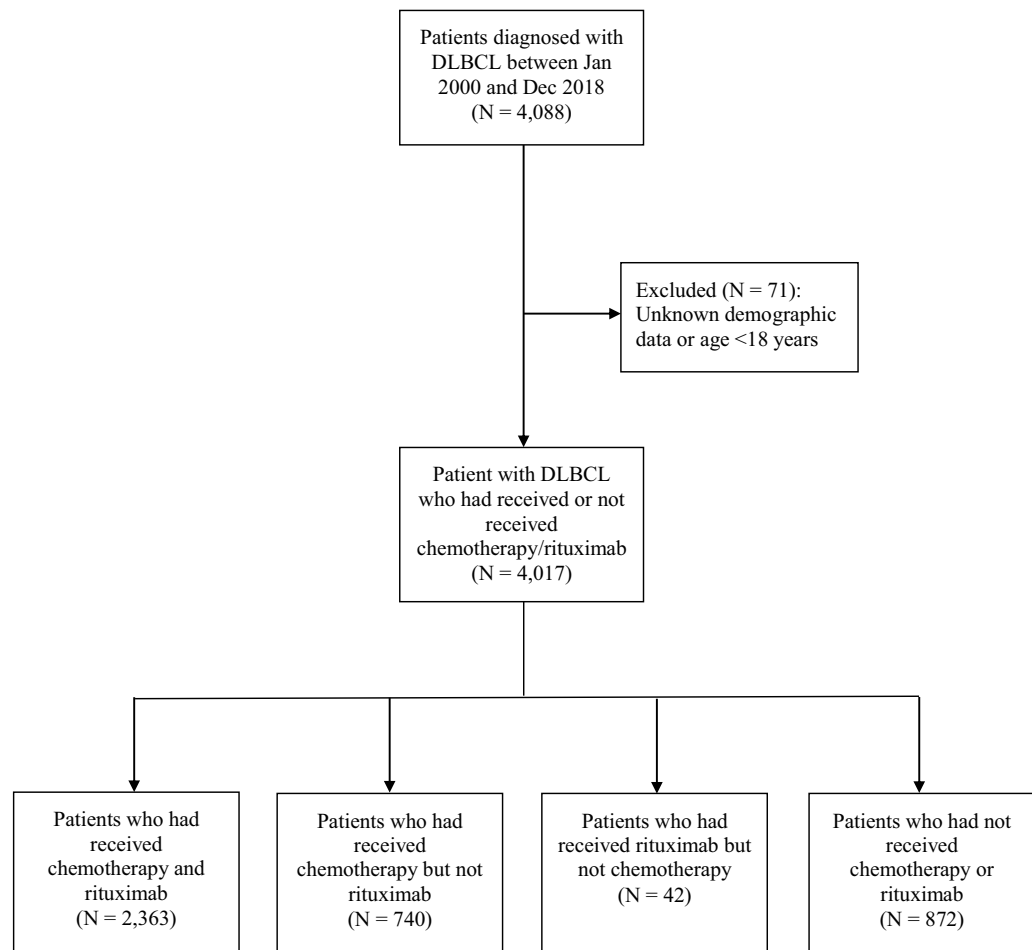 Patients diagnosed with
DLBCL between Jan
2000 and Dec 2018
(N = 4,088)
Excluded (N = 71):
Unknown demographic
data or age <18 years
Patient with DLBCL
who had received or not
received
chemotherapy/rituximab
(N = 4,017)
Patients who had
received
chemotherapy and
rituximab
(N = 2,363)
Patients who had
received
chemotherapy but not
rituximab
(N = 740)
Patients who had
received rituximab but
not chemotherapy
(N = 42)
Patients who had not
received
chemotherapy or
rituximab
(N = 872)